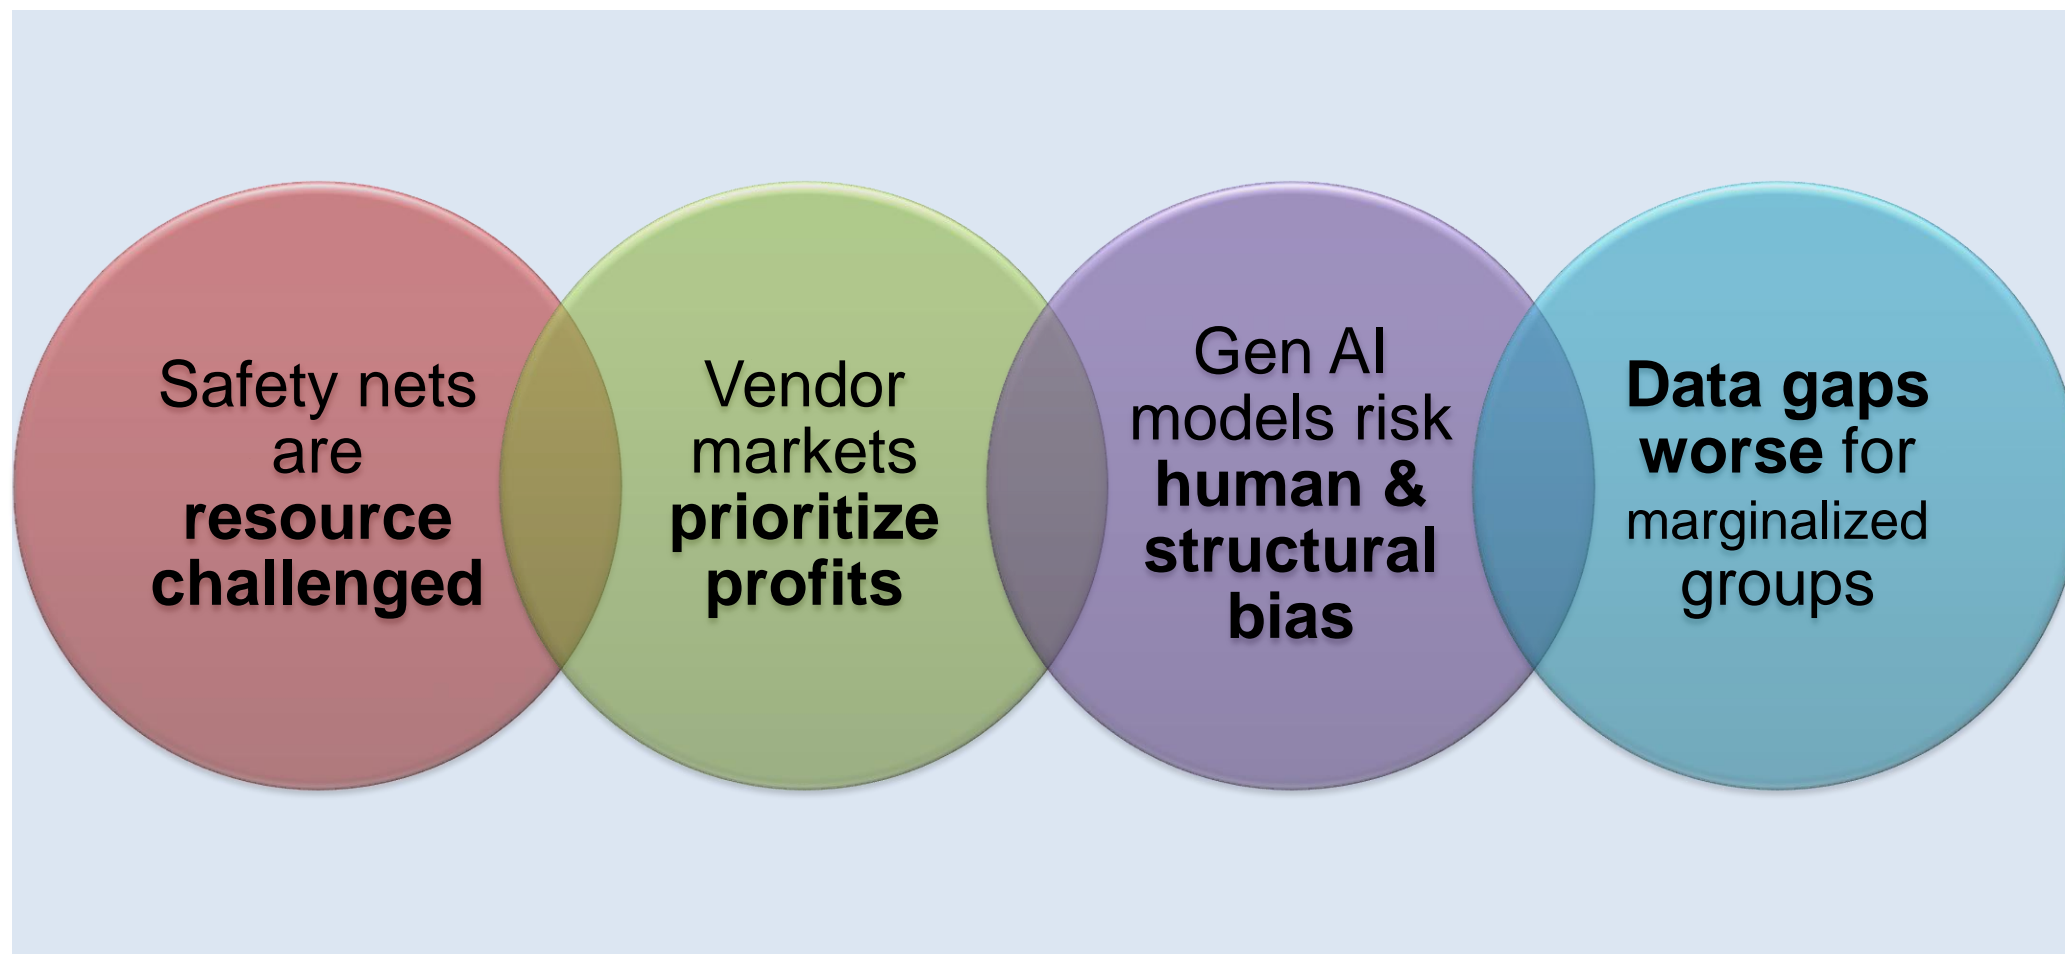 Safety nets
are
resource
challenged
Vendor
markets
prioritize
profits
Gen AI
models risk
human &
structural
bias
Data gaps
worse for
marginalized
groups